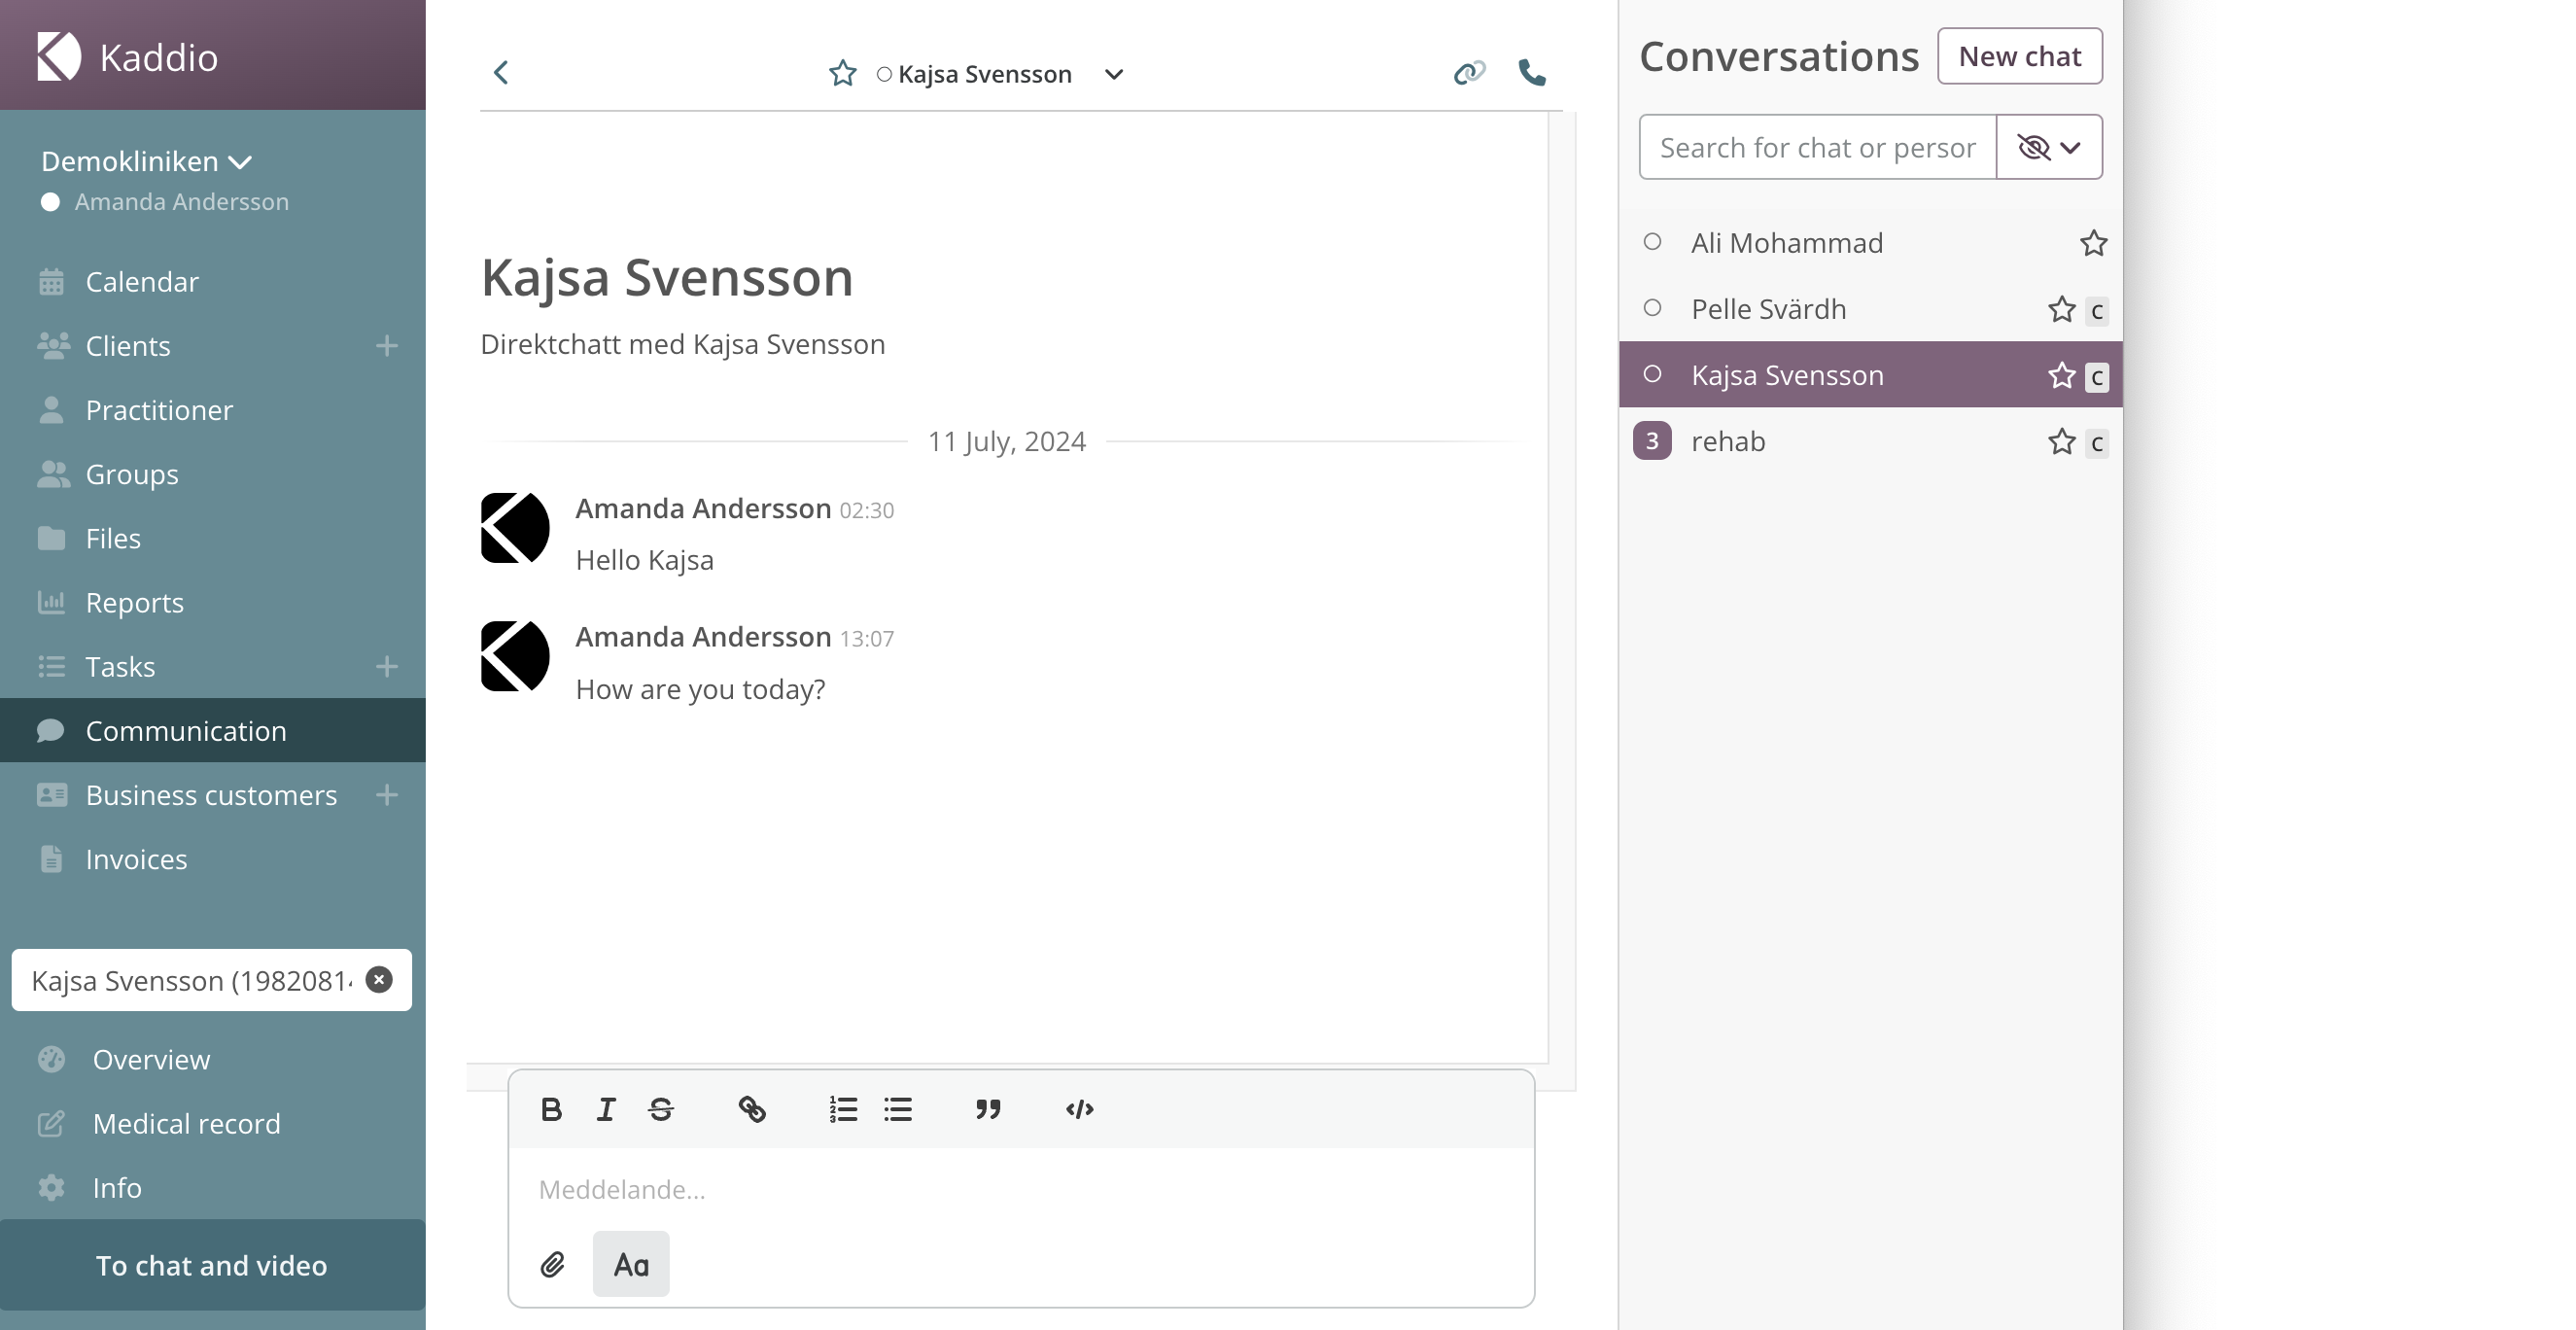 Kaddio
Demokliniken
Amanda Andersson
Calendar
Clients
Practitioner
Groups
Files
Reports
Tasks
Communication
Business customers
Invoices
Kajsa Svensson (1982081
Overview
Medical record
Info
To chat and video
Kajsa Svensson
Kajsa Svensson
Direktchatt med Kajsa Svensson
11 July, 2024
Amanda Andersson 02:30
Hello Kajsa
Amanda Andersson 13:07
How are you today?
Meddelande...
Aa
Conversations
New chat
Search for chat or persor
Ali Mohammad
Pelle Svärdh c
Kajsa Svensson c
3 rehab c